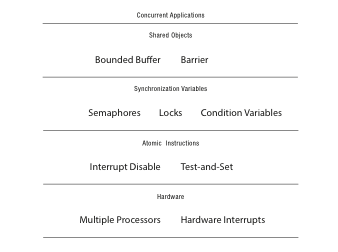 Concurrent Applications
Shared Objects
Bounded Buffer Barrier
Synchronization Variables
Semaphores Locks Condition Variables
Atomic Instructions
Interrupt Disable Test-and-Set
Hardware
Multiple Processors Hardware Interrupts